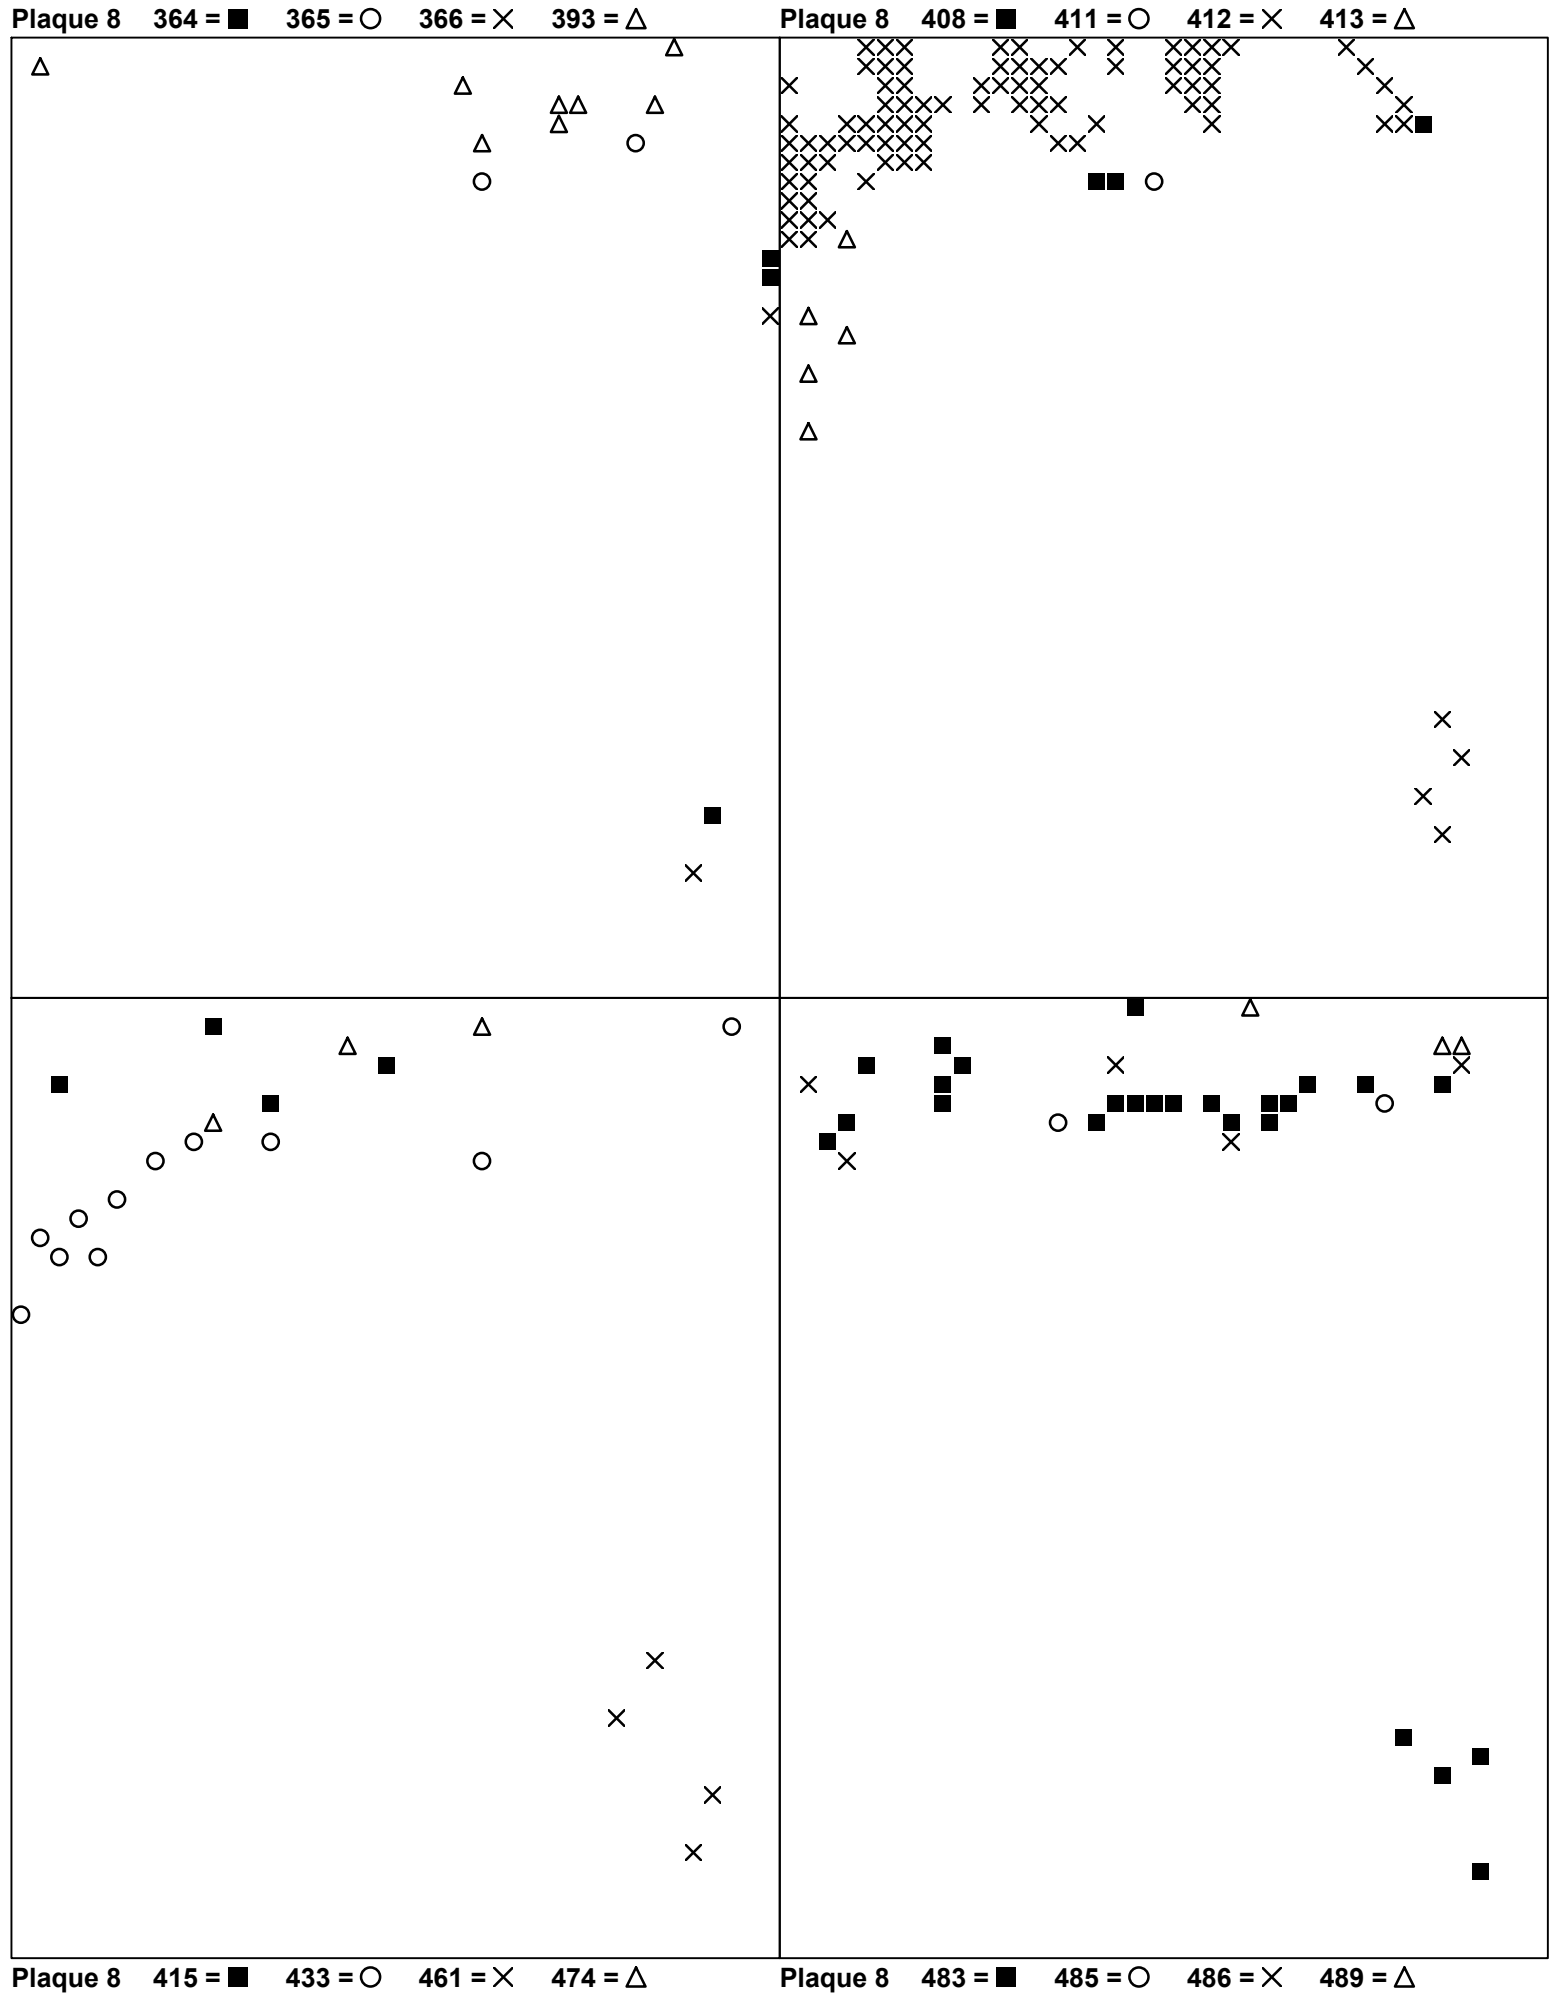 Plaque 8 364 = ■ 365 = ○ 366 = × 393 = △
Plaque 8 408 = ■ 411 = ○ 412 = × 413 = △
Plaque 8 415 = ■ 433 = ○ 461 = × 474 = △
Plaque 8 483 = ■ 485 = ○ 486 = × 489 = △